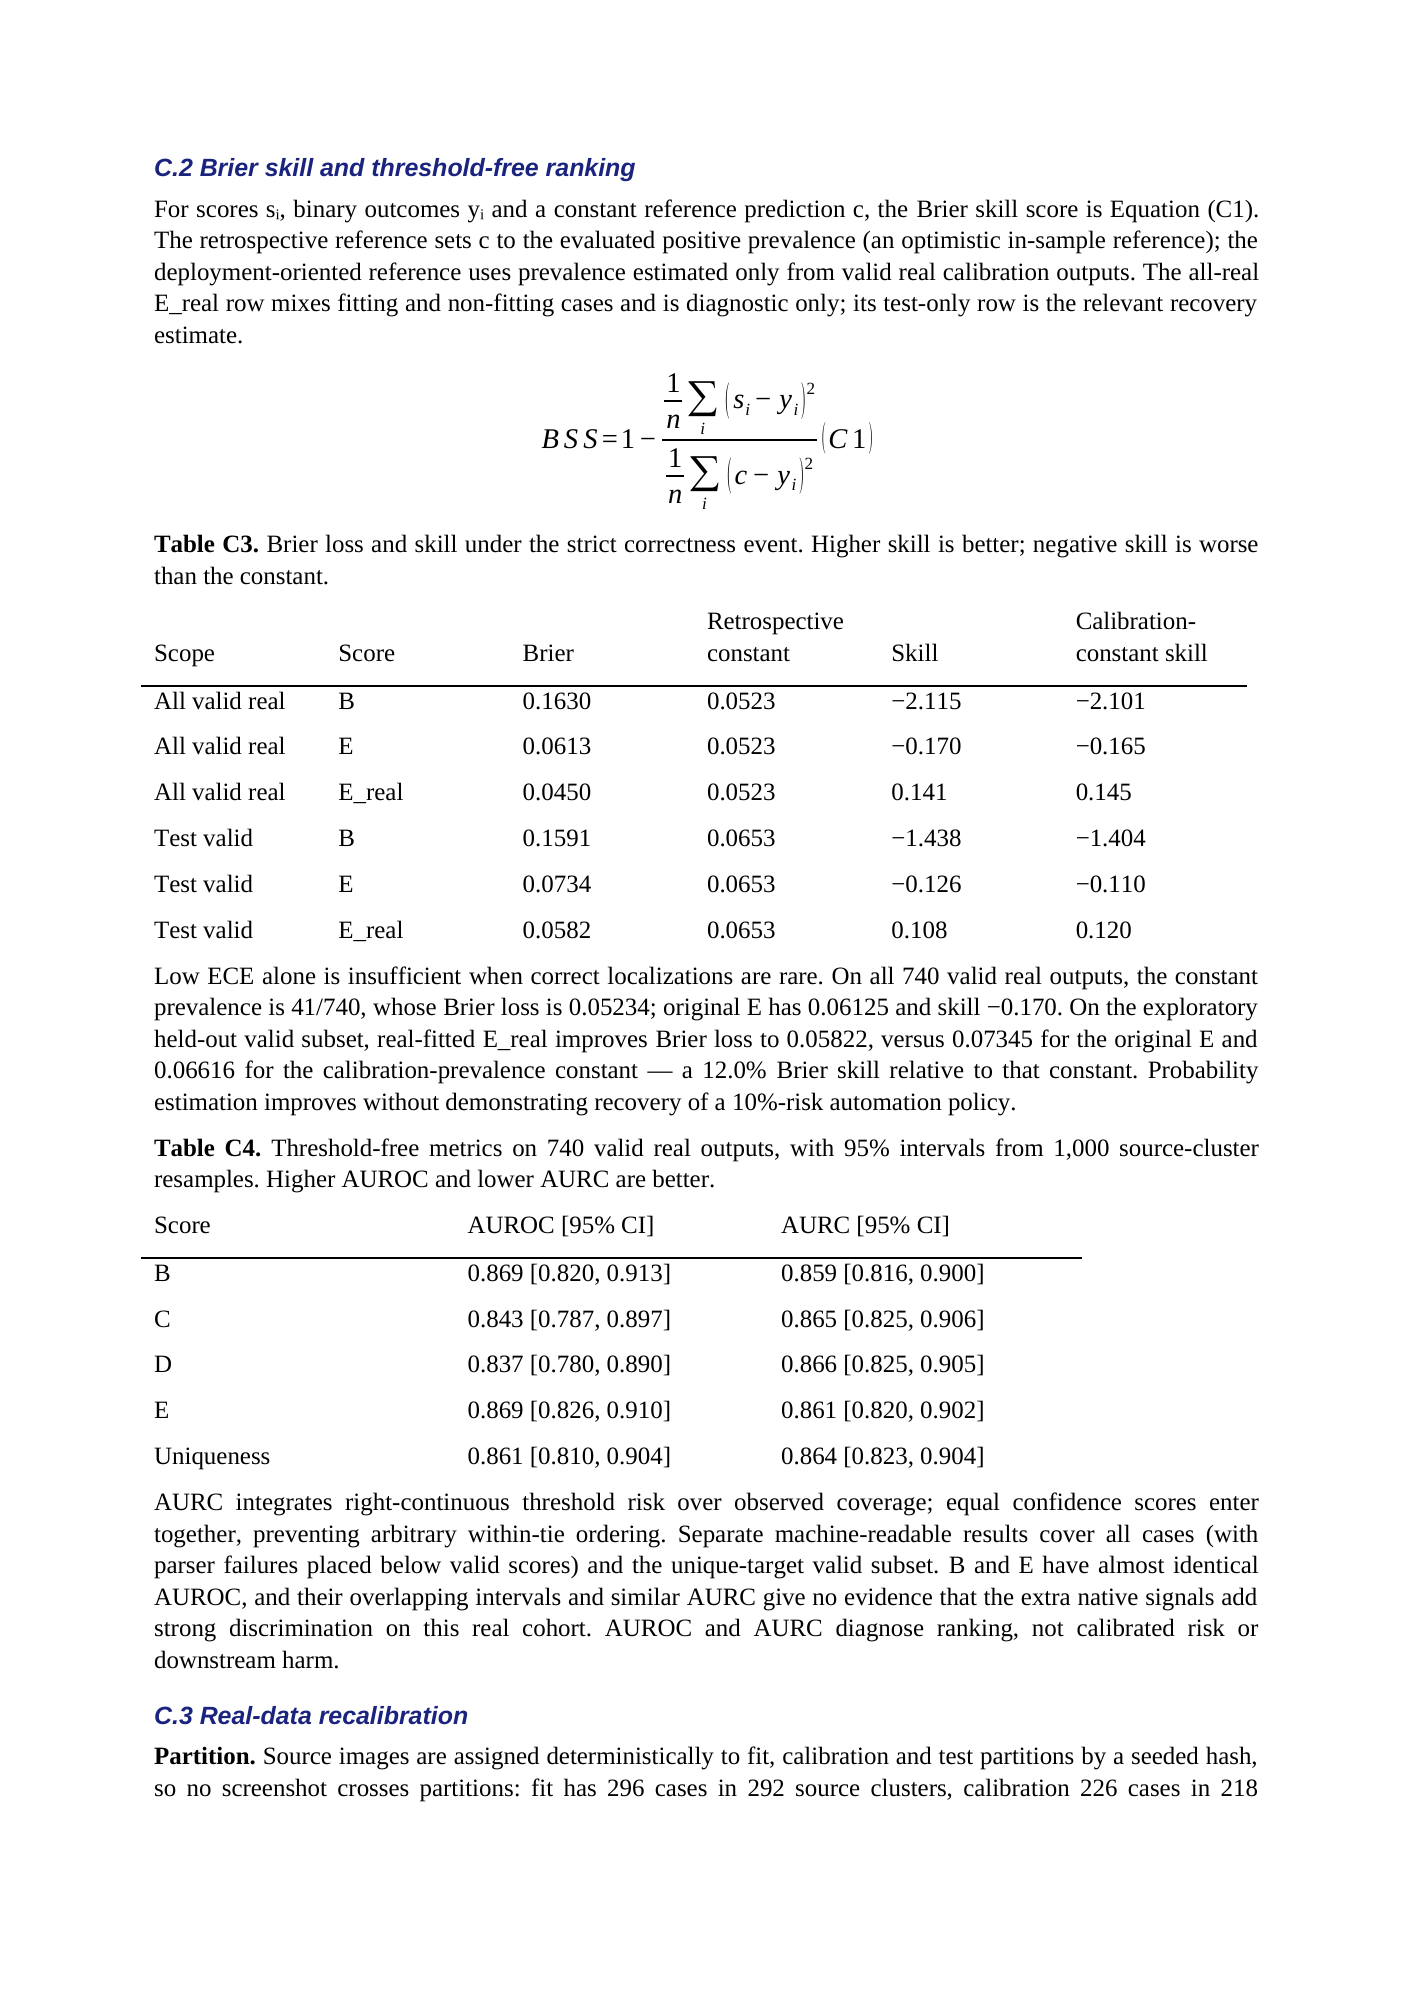 C.2 Brier skill and threshold-free ranking
For scores sᵢ, binary outcomes yᵢ and a constant reference prediction c, the Brier skill score is Equation (C1).
The retrospective reference sets c to the evaluated positive prevalence (an optimistic in-sample reference); the
deployment-oriented reference uses prevalence estimated only from valid real calibration outputs. The all-real
E_real row mixes fitting and non-fitting cases and is diagnostic only; its test-only row is the relevant recovery
estimate.
BSS=1−(1/n ∑ᵢ (sᵢ−yᵢ)²)/(1/n ∑ᵢ (c−yᵢ)²) (C1)
Table C3. Brier loss and skill under the strict correctness event. Higher skill is better; negative skill is worse
than the constant.
Scope Score Brier Retrospective constant Skill Calibration-constant skill
All valid real B 0.1630 0.0523 −2.115 −2.101
All valid real E 0.0613 0.0523 −0.170 −0.165
All valid real E_real 0.0450 0.0523 0.141 0.145
Test valid B 0.1591 0.0653 −1.438 −1.404
Test valid E 0.0734 0.0653 −0.126 −0.110
Test valid E_real 0.0582 0.0653 0.108 0.120
Low ECE alone is insufficient when correct localizations are rare. On all 740 valid real outputs, the constant
prevalence is 41/740, whose Brier loss is 0.05234; original E has 0.06125 and skill −0.170. On the exploratory
held-out valid subset, real-fitted E_real improves Brier loss to 0.05822, versus 0.07345 for the original E and
0.06616 for the calibration-prevalence constant — a 12.0% Brier skill relative to that constant. Probability
estimation improves without demonstrating recovery of a 10%-risk automation policy.
Table C4. Threshold-free metrics on 740 valid real outputs, with 95% intervals from 1,000 source-cluster
resamples. Higher AUROC and lower AURC are better.
Score AUROC [95% CI] AURC [95% CI]
B 0.869 [0.820, 0.913] 0.859 [0.816, 0.900]
C 0.843 [0.787, 0.897] 0.865 [0.825, 0.906]
D 0.837 [0.780, 0.890] 0.866 [0.825, 0.905]
E 0.869 [0.826, 0.910] 0.861 [0.820, 0.902]
Uniqueness 0.861 [0.810, 0.904] 0.864 [0.823, 0.904]
AURC integrates right-continuous threshold risk over observed coverage; equal confidence scores enter
together, preventing arbitrary within-tie ordering. Separate machine-readable results cover all cases (with
parser failures placed below valid scores) and the unique-target valid subset. B and E have almost identical
AUROC, and their overlapping intervals and similar AURC give no evidence that the extra native signals add
strong discrimination on this real cohort. AUROC and AURC diagnose ranking, not calibrated risk or
downstream harm.
C.3 Real-data recalibration
Partition. Source images are assigned deterministically to fit, calibration and test partitions by a seeded hash,
so no screenshot crosses partitions: fit has 296 cases in 292 source clusters, calibration 226 cases in 218